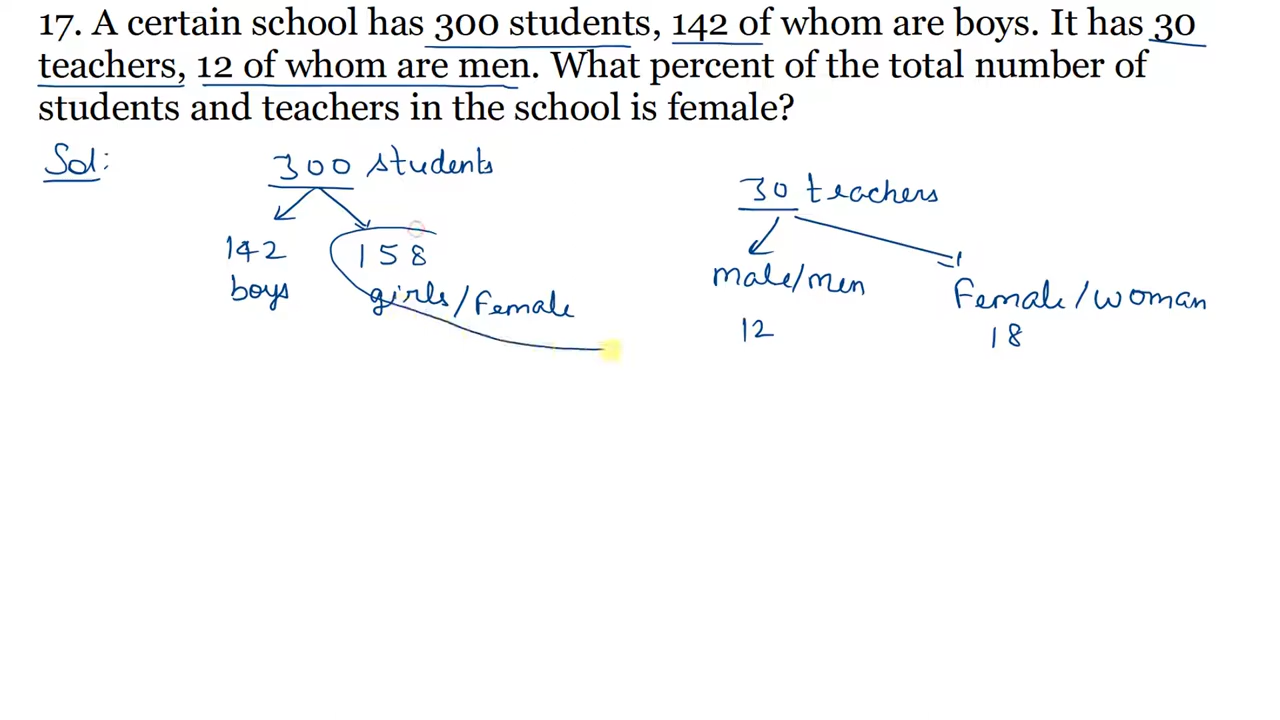 17. A certain school has 300 students, 142 of whom are boys. It has 30
teachers, 12 of whom are men. What percent of the total number of
students and teachers in the school is female?
Sol:
300 students
30 teachers
142
boys
158
girls/Female
male/men
12
Female/woman
18